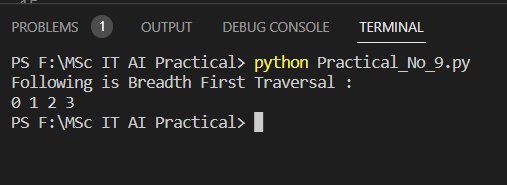 PROBLEMS 1 OUTPUT DEBUG CONSOLE TERMINAL
PS F:\MSc IT AI Practical> python Practical_No_9.py
Following is Breadth First Traversal :
0 1 2 3
PS F:\MSc IT AI Practical>